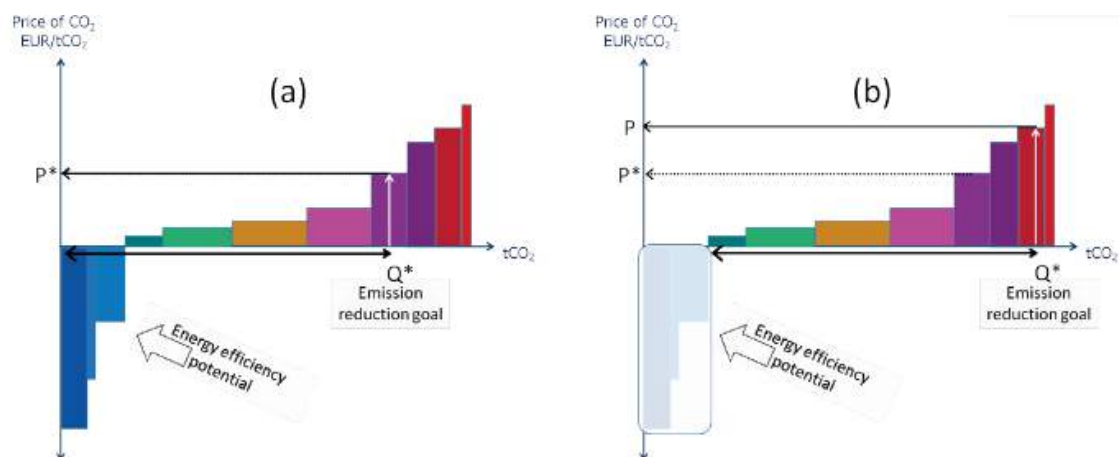 Price of CO₂
EUR/tCO₂
(a)
P*
tCO₂
Q*
Emission
reduction goal
Energy efficiency
potential
Price of CO₂
EUR/tCO₂
(b)
P
P*
tCO₂
Q*
Emission
reduction goal
Energy efficiency
potential